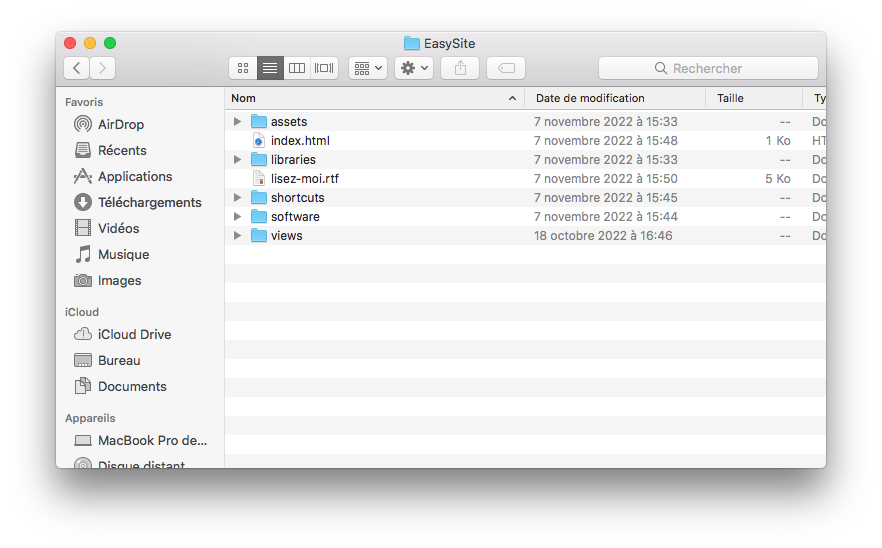 EasySite
Rechercher
Favoris
AirDrop
Récents
Applications
Téléchargements
Vidéos
Musique
Images
iCloud
iCloud Drive
Bureau
Documents
Appareils
MacBook Pro de...
Disque distant
Nom Date de modification Taille Ty
assets 7 novembre 2022 à 15:33 -- Do
index.html 7 novembre 2022 à 15:48 1 Ko HT
libraries 7 novembre 2022 à 15:33 -- Do
lisez-moi.rtf 7 novembre 2022 à 15:50 5 Ko Do
shortcuts 7 novembre 2022 à 15:45 -- Do
software 7 novembre 2022 à 15:44 -- Do
views 18 octobre 2022 à 16:46 -- Do